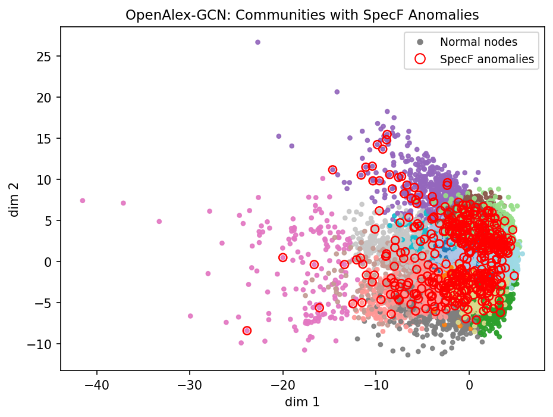 OpenAlex-GCN: Communities with SpecF Anomalies
Normal nodes
SpecF anomalies
25
20
15
10
5
0
−5
−10
dim 2
−40
−30
−20
−10
0
dim 1